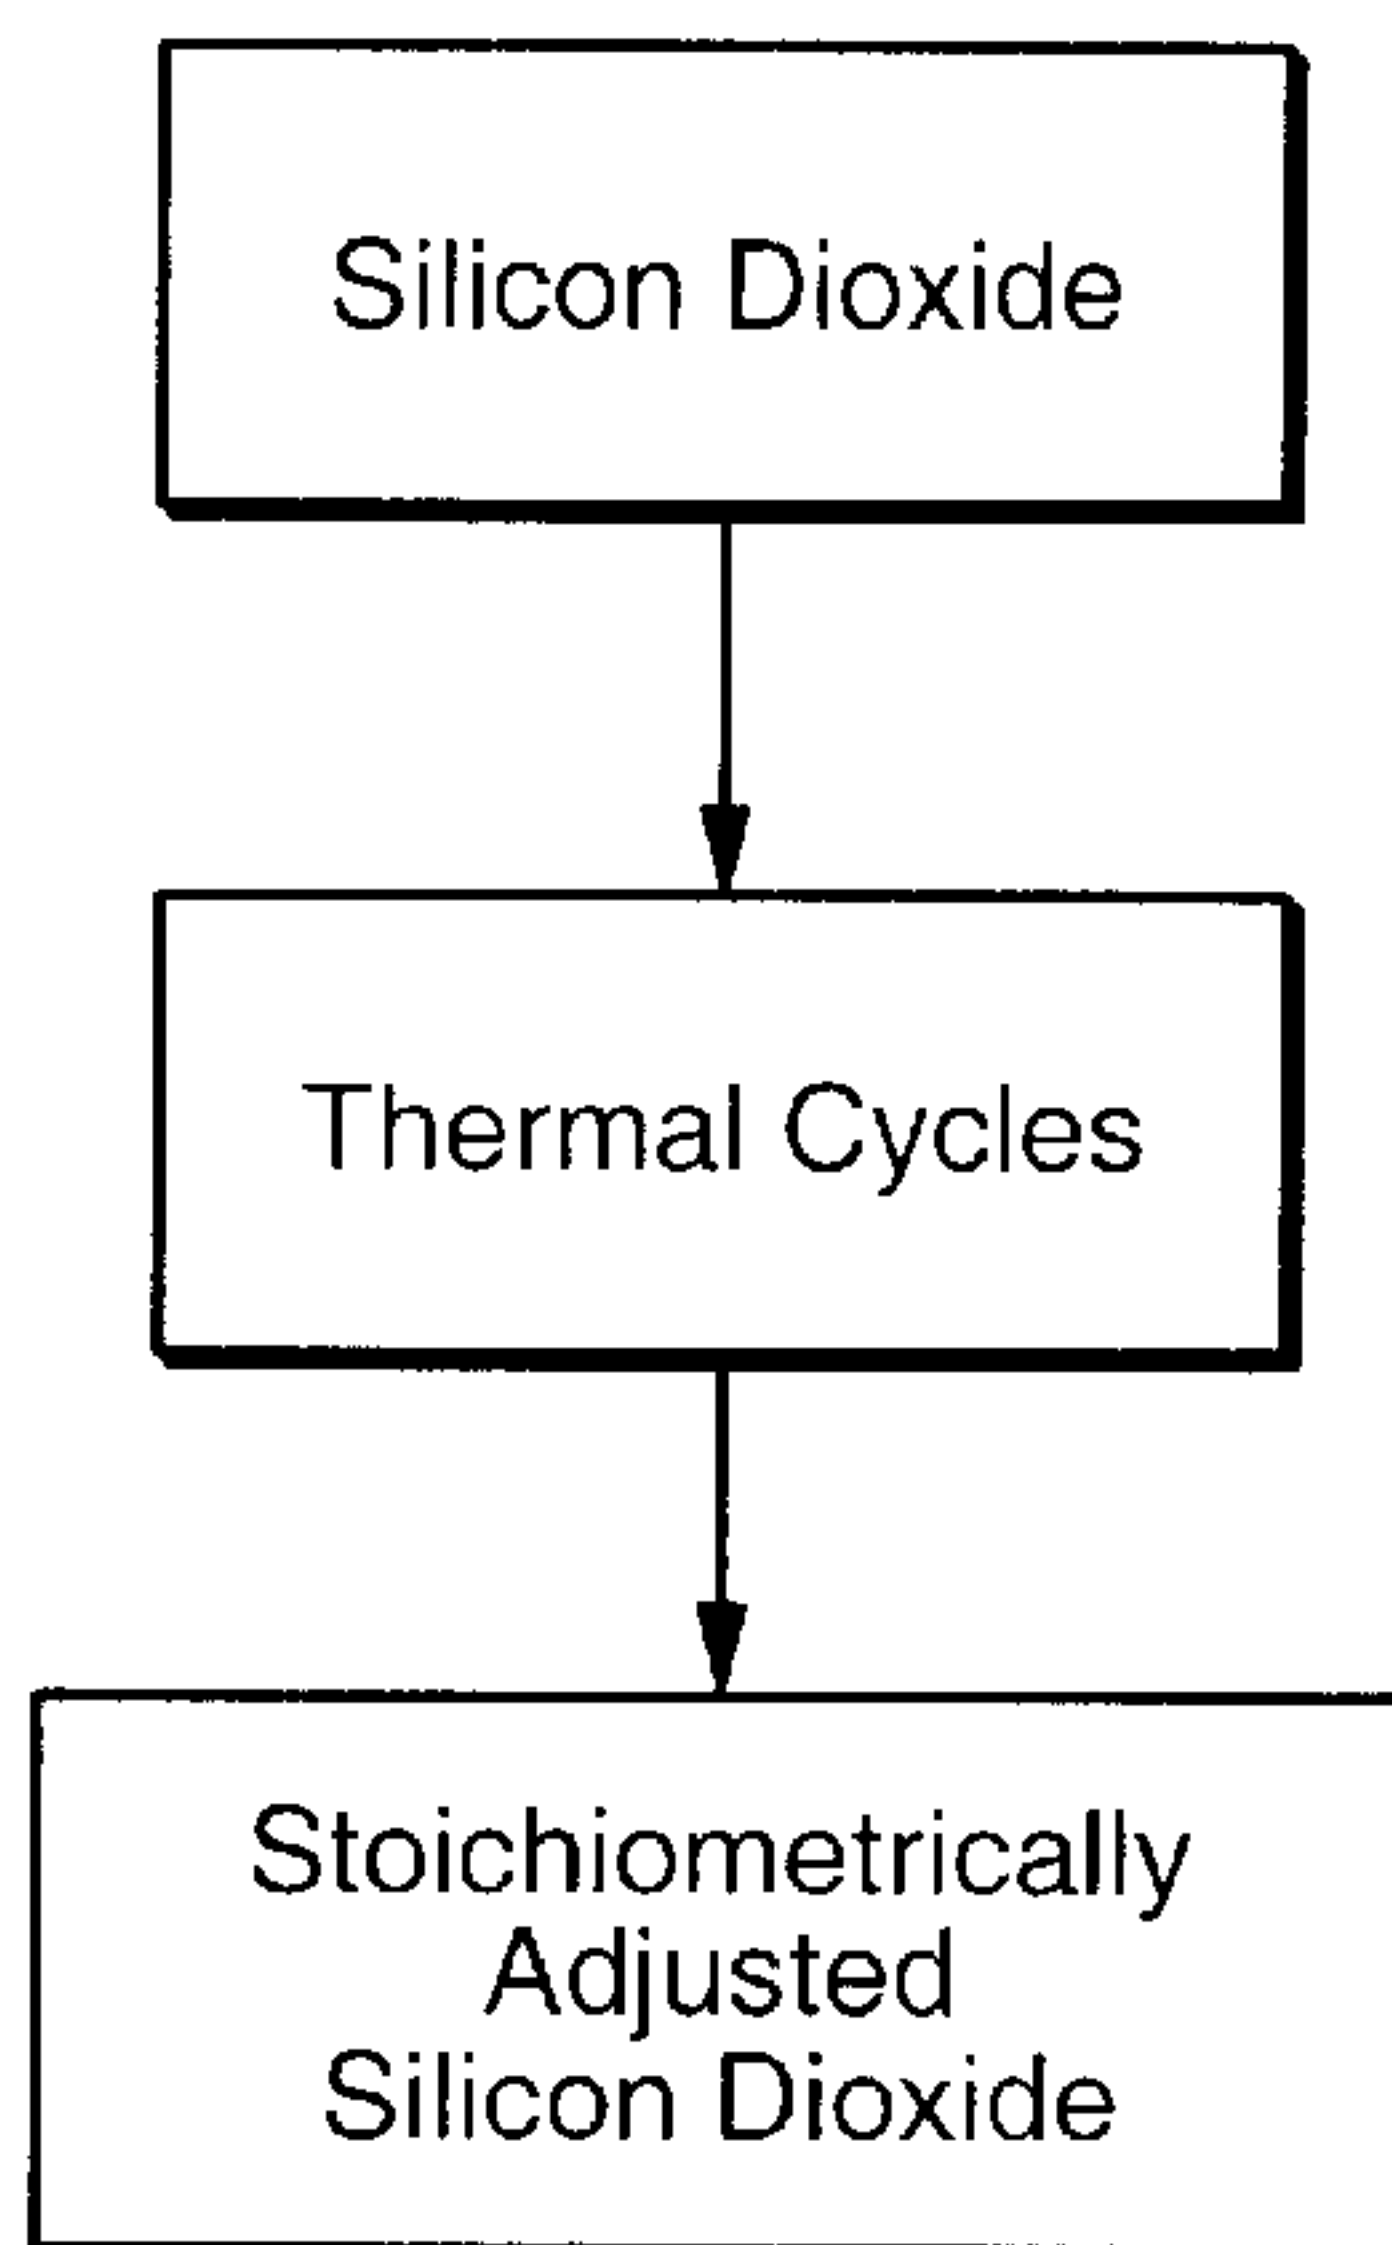 Silicon Dioxide
Thermal Cycles
Stoichiometrically
Adjusted
Silicon Dioxide